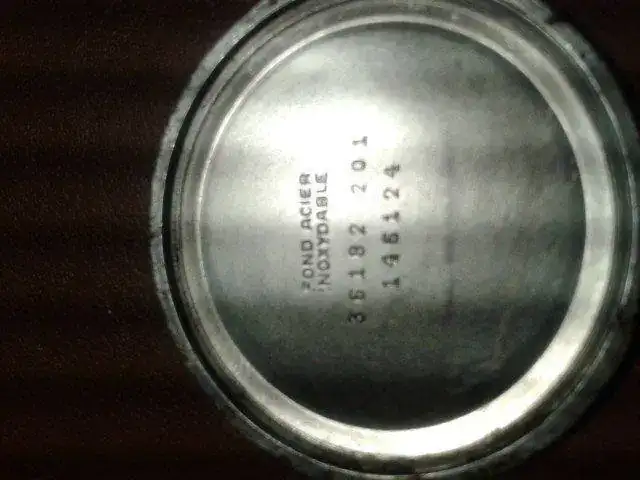 FOND ACIER
INOXYDABLE
36182 201
146124